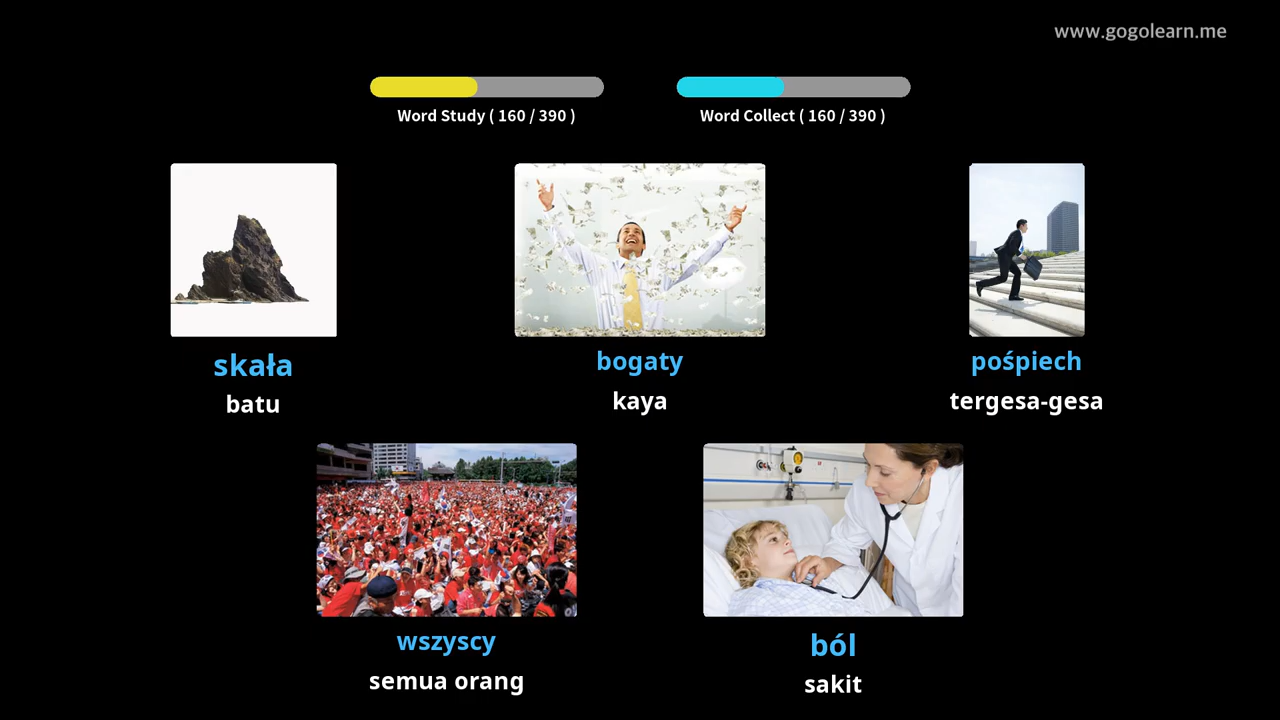 www.gogolearn.me
Word Study ( 160 / 390 )
Word Collect ( 160 / 390 )
skała
batu
bogaty
kaya
pośpiech
tergesa-gesa
wszyscy
semua orang
ból
sakit